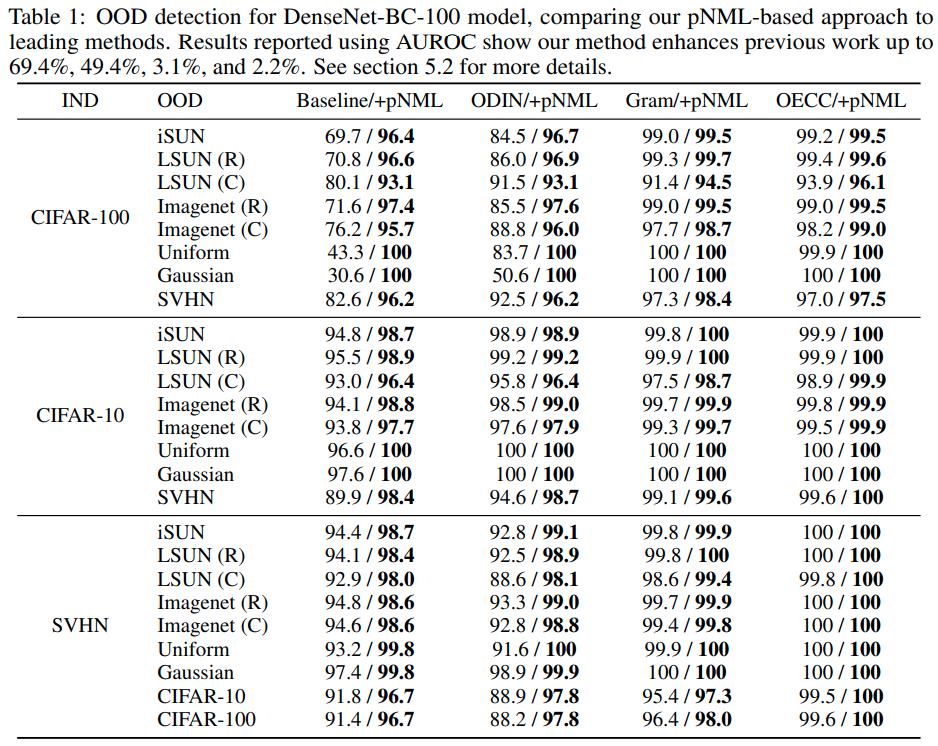 Table 1: OOD detection for DenseNet-BC-100 model, comparing our pNML-based approach to
leading methods. Results reported using AUROC show our method enhances previous work up to
69.4%, 49.4%, 3.1%, and 2.2%. See section 5.2 for more details.
IND OOD Baseline/+pNML ODIN/+pNML Gram/+pNML OECC/+pNML
iSUN 69.7 / 96.4 84.5 / 96.7 99.0 / 99.5 99.2 / 99.5
LSUN (R) 70.8 / 96.6 86.0 / 96.9 99.3 / 99.7 99.4 / 99.6
LSUN (C) 80.1 / 93.1 91.5 / 93.1 91.4 / 94.5 93.9 / 96.1
Imagenet (R) 71.6 / 97.4 85.5 / 97.6 99.0 / 99.5 99.0 / 99.5
CIFAR-100
Imagenet (C) 76.2 / 95.7 88.8 / 96.0 97.7 / 98.7 98.2 / 99.0
Uniform 43.3 / 100 83.7 / 100 100 / 100 99.9 / 100
Gaussian 30.6 / 100 50.6 / 100 100 / 100 100 / 100
SVHN 82.6 / 96.2 92.5 / 96.2 97.3 / 98.4 97.0 / 97.5
iSUN 94.8 / 98.7 98.9 / 98.9 99.8 / 100 99.9 / 100
LSUN (R) 95.5 / 98.9 99.2 / 99.2 99.9 / 100 99.9 / 100
LSUN (C) 93.0 / 96.4 95.8 / 96.4 97.5 / 98.7 98.9 / 99.9
Imagenet (R) 94.1 / 98.8 98.5 / 99.0 99.7 / 99.9 99.8 / 99.9
CIFAR-10
Imagenet (C) 93.8 / 97.7 97.6 / 97.9 99.3 / 99.7 99.5 / 99.9
Uniform 96.6 / 100 100 / 100 100 / 100 100 / 100
Gaussian 97.6 / 100 100 / 100 100 / 100 100 / 100
SVHN 89.9 / 98.4 94.6 / 98.7 99.1 / 99.6 99.6 / 100
iSUN 94.4 / 98.7 92.8 / 99.1 99.8 / 99.9 100 / 100
LSUN (R) 94.1 / 98.4 92.5 / 98.9 99.8 / 100 100 / 100
LSUN (C) 92.9 / 98.0 88.6 / 98.1 98.6 / 99.4 99.8 / 100
Imagenet (R) 94.8 / 98.6 93.3 / 99.0 99.7 / 99.9 100 / 100
SVHN Imagenet (C) 94.6 / 98.6 92.8 / 98.8 99.4 / 99.8 100 / 100
Uniform 93.2 / 99.8 91.6 / 100 99.9 / 100 100 / 100
Gaussian 97.4 / 99.8 98.9 / 99.9 100 / 100 100 / 100
CIFAR-10 91.8 / 96.7 88.9 / 97.8 95.4 / 97.3 99.5 / 100
CIFAR-100 91.4 / 96.7 88.2 / 97.8 96.4 / 98.0 99.6 / 100